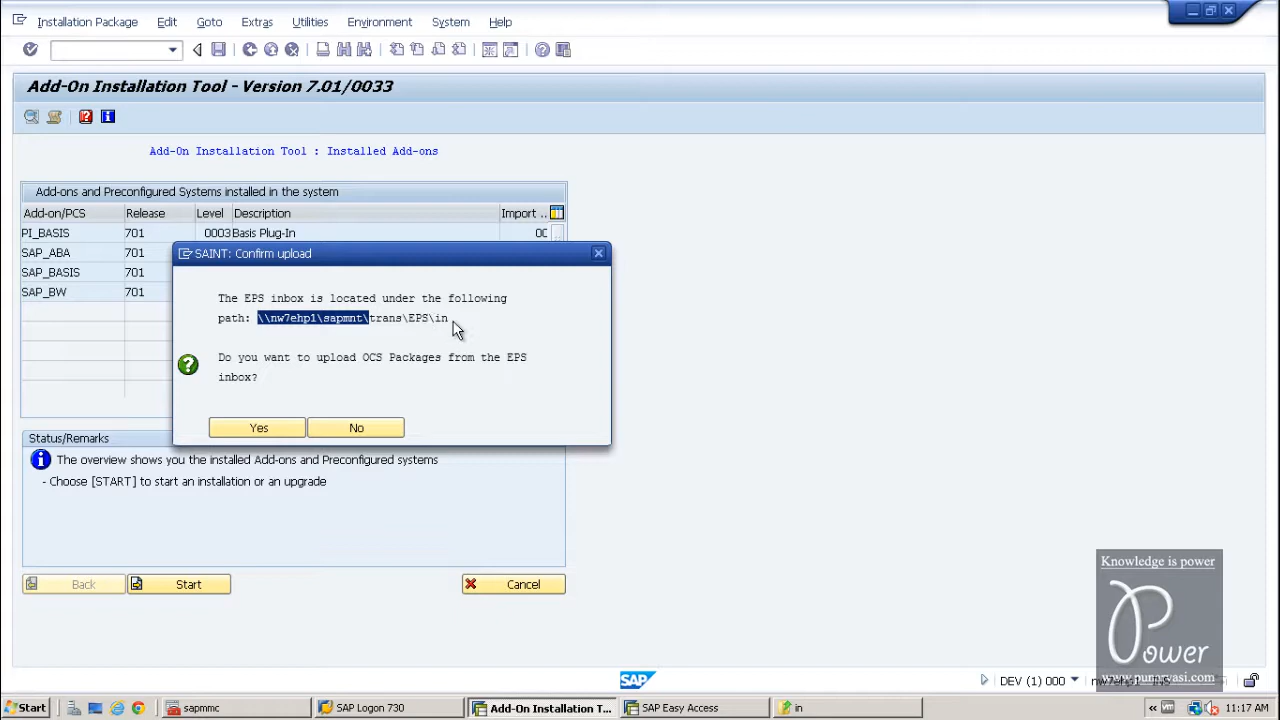 Installation Package Edit Goto Extras Utilities Environment System Help
Add-On Installation Tool - Version 7.01/0033
Add-On Installation Tool : Installed Add-ons
Add-ons and Preconfigured Systems installed in the system
Add-on/PCS Release Level Description Import ..
PI_BASIS 701 0003 Basis Plug-In
SAP_ABA 701
SAP_BASIS 701
SAP_BW 701
SAINT: Confirm upload
The EPS inbox is located under the following
path: \\nw7ehp1\sapmnt\trans\EPS\in
Do you want to upload OCS Packages from the EPS
inbox?
Yes No
Status/Remarks
The overview shows you the installed Add-ons and Preconfigured systems
- Choose [START] to start an installation or an upgrade
Back Start Cancel
Knowledge is power
Power
SAP DEV (1) 000
Start sapmmc SAP Logon 730 Add-On Installation T... SAP Easy Access in 11:17 AM